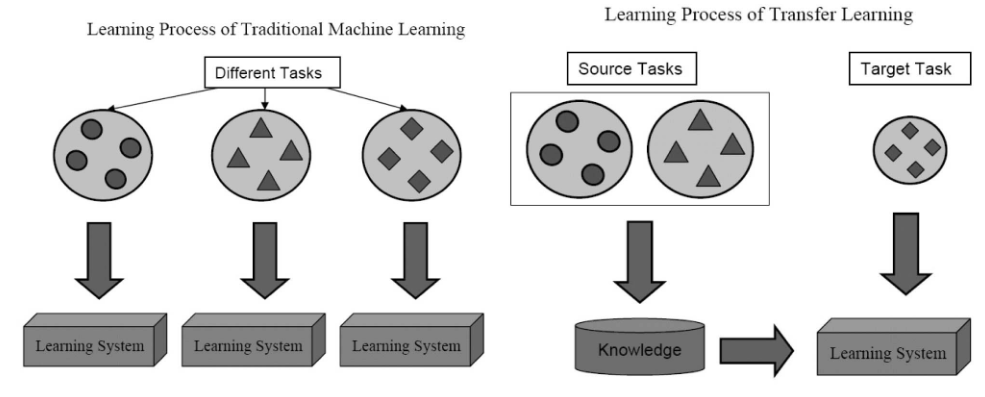 Learning Process of Traditional Machine Learning
Different Tasks
Learning System
Learning System
Learning System
Learning Process of Transfer Learning
Source Tasks
Target Task
Knowledge
Learning System